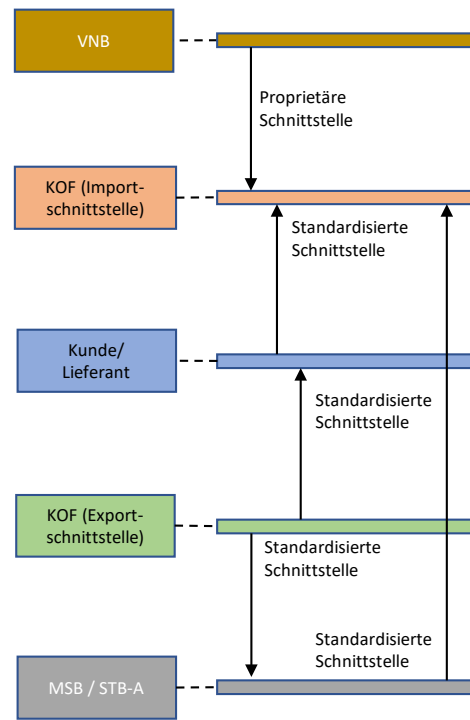 VNB
Proprietäre
Schnittstelle
KOF (Import-
schnittstelle)
Standardisierte
Schnittstelle
Kunde/
Lieferant
Standardisierte
Schnittstelle
KOF (Export-
schnittstelle)
Standardisierte
Schnittstelle
Standardisierte
Schnittstelle
MSB / STB-A